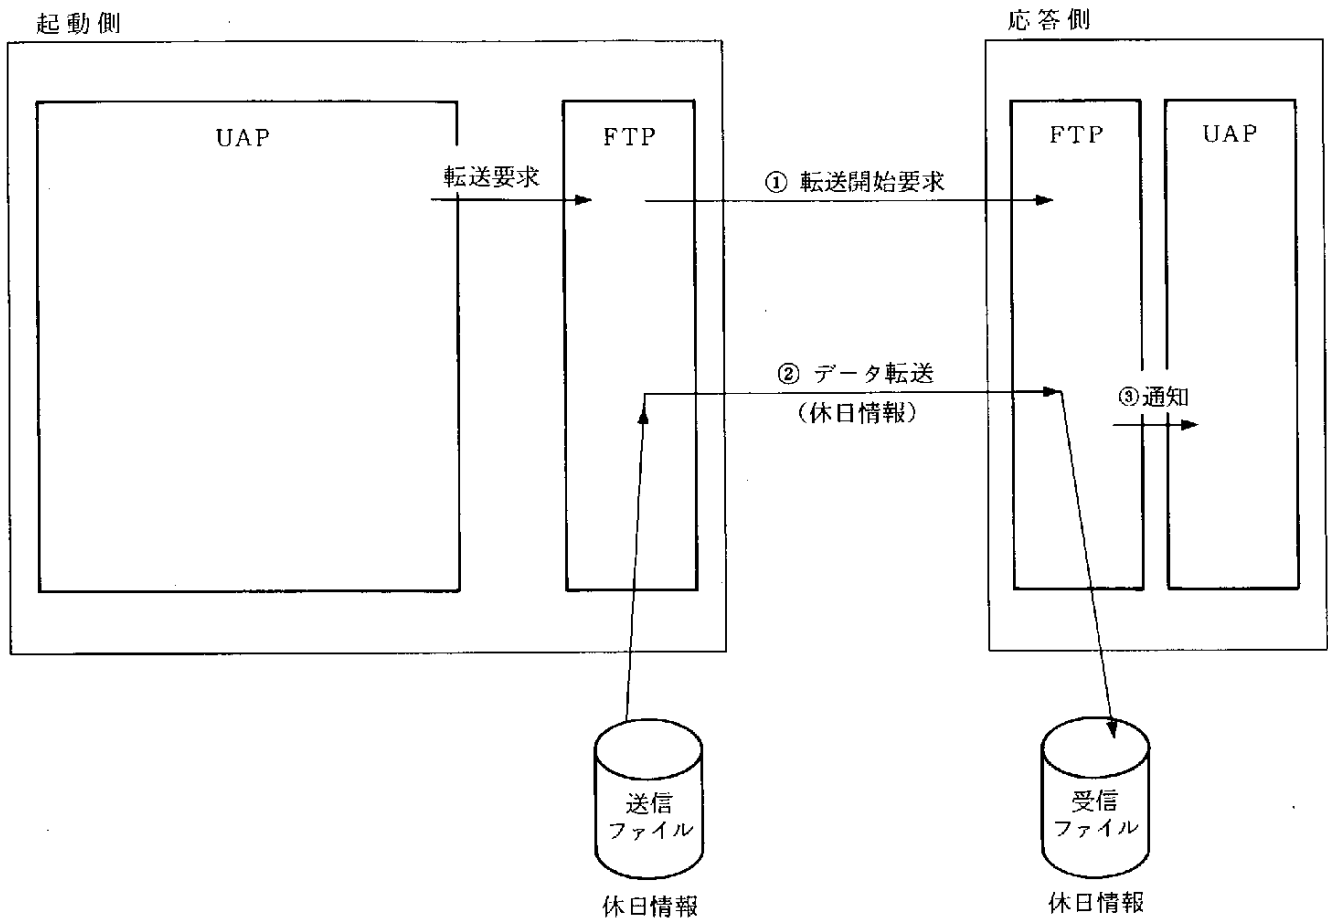 起動側
応答側
UAP
FTP
FTP
UAP
転送要求
① 転送開始要求
② データ転送
(休日情報)
③通知
送信
ファイル
受信
ファイル
休日情報
休日情報